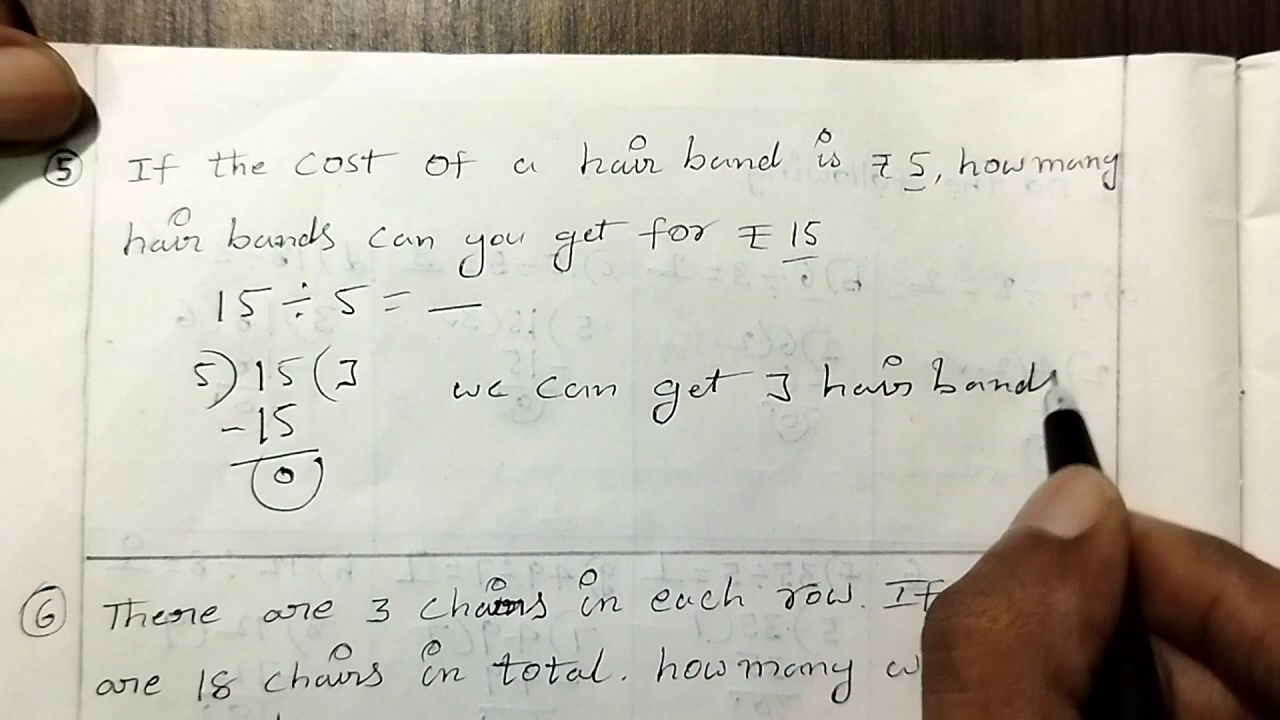 ⑤ If the cost of a hair band is ₹ 5, how many
hair bands can you get for ₹ 15
15 ÷ 5 = —
5) 15 (3
we can get 3 hair bands
-15
0
⑥ There are 3 chairs in each row. If
are 18 chairs in total. how many